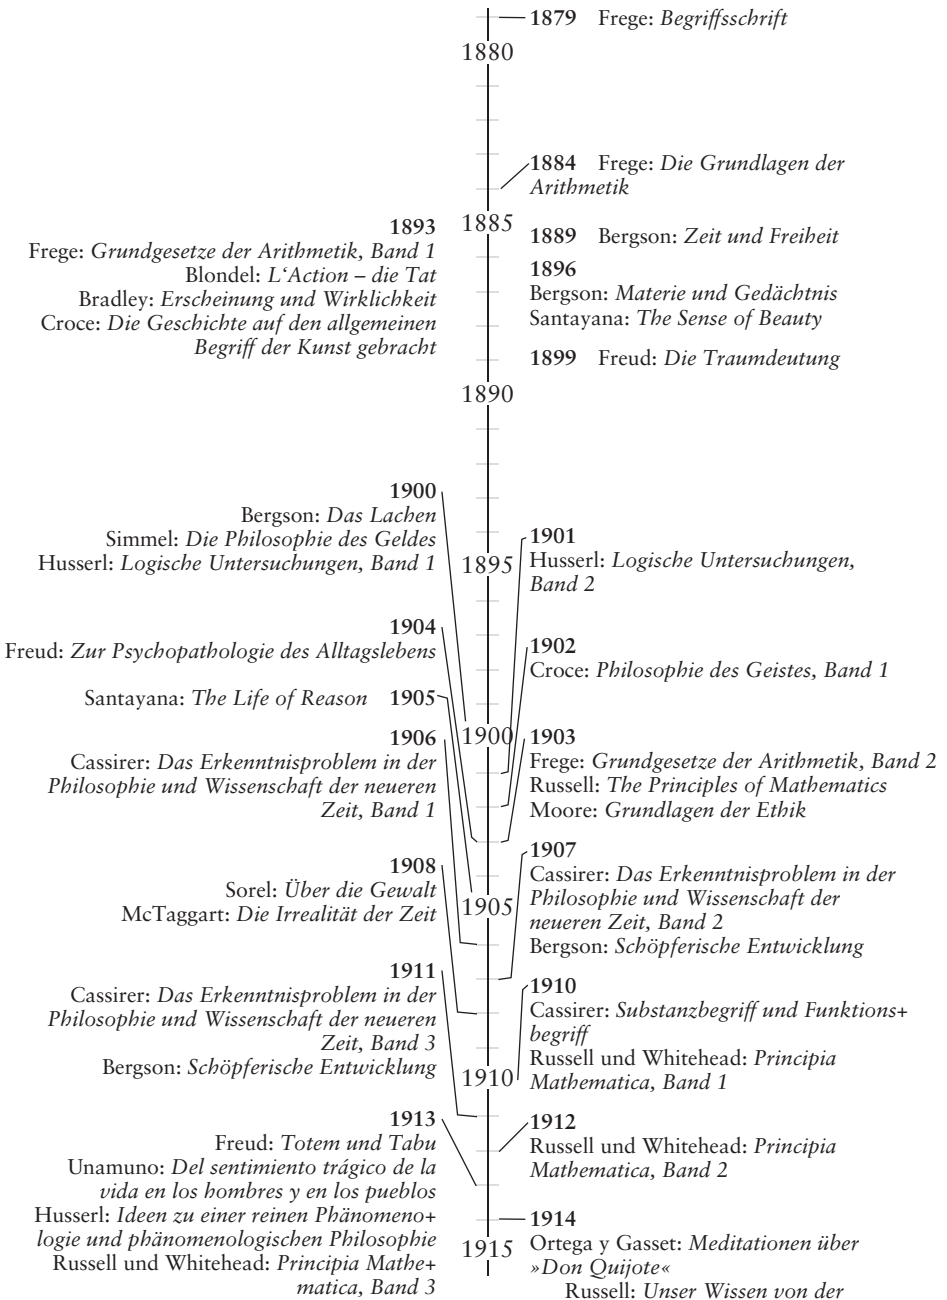 1879 Frege: Begriffsschrift
1880
1884 Frege: Die Grundlagen der
Arithmetik
1885
1893
Frege: Grundgesetze der Arithmetik, Band 1
Blondel: L‘Action – die Tat
Bradley: Erscheinung und Wirklichkeit
Croce: Die Geschichte auf den allgemeinen
Begriff der Kunst gebracht
1889 Bergson: Zeit und Freiheit
1896
Bergson: Materie und Gedächtnis
Santayana: The Sense of Beauty
1899 Freud: Die Traumdeutung
1890
1900
Bergson: Das Lachen
Simmel: Die Philosophie des Geldes
Husserl: Logische Untersuchungen, Band 1
1895
1901
Husserl: Logische Untersuchungen,
Band 2
1904
Freud: Zur Psychopathologie des Alltagslebens
1902
Croce: Philosophie des Geistes, Band 1
Santayana: The Life of Reason 1905
1900
1906
Cassirer: Das Erkenntnisproblem in der
Philosophie und Wissenschaft der neueren
Zeit, Band 1
1903
Frege: Grundgesetze der Arithmetik, Band 2
Russell: The Principles of Mathematics
Moore: Grundlagen der Ethik
1908
Sorel: Über die Gewalt
McTaggart: Die Irrealität der Zeit
1905
1907
Cassirer: Das Erkenntnisproblem in der
Philosophie und Wissenschaft der
neueren Zeit, Band 2
Bergson: Schöpferische Entwicklung
1911
Cassirer: Das Erkenntnisproblem in der
Philosophie und Wissenschaft der neueren
Zeit, Band 3
Bergson: Schöpferische Entwicklung
1910
1910
Cassirer: Substanzbegriff und Funktions+
begriff
Russell und Whitehead: Principia
Mathematica, Band 1
1913
Freud: Totem und Tabu
Unamuno: Del sentimiento trágico de la
vida en los hombres y en los pueblos
Husserl: Ideen zu einer reinen Phänomeno+
logie und phänomenologischen Philosophie
Russell und Whitehead: Principia Mathe+
matica, Band 3
1912
Russell und Whitehead: Principia
Mathematica, Band 2
1915
1914
Ortega y Gasset: Meditationen über
»Don Quijote«
Russell: Unser Wissen von der